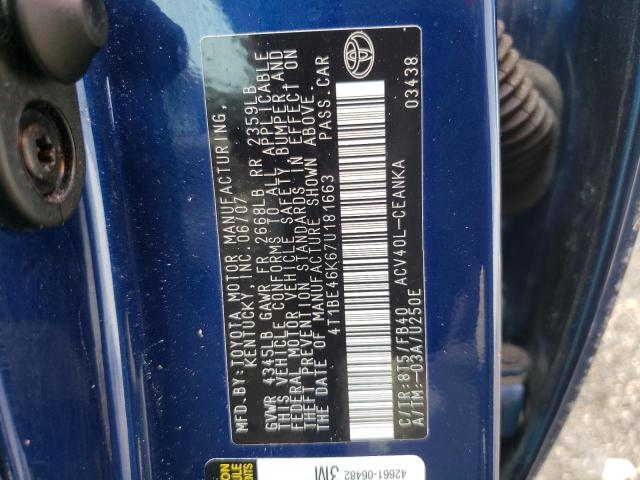 MFD.BY:TOYOTA MOTOR MANUFACTURING,
KENTUCKY, INC. 06/07
GVWR 4345LB GAWR FR 2668LB RR 2359LB
THIS VEHICLE CONFORMS TO ALL APPLICABLE
FEDERAL MOTOR VEHICLE SAFETY, BUMPER, AND
THEFT PREVENTION STANDARDS IN EFFECT ON
THE DATE OF MANUFACTURE SHOWN ABOVE.
4T1BE46K67U181663 PASS.CAR
C/TR:8T5/FB40 ACV40L-CEANKA
A/TM:-03A/U250E 03438
42661-06482
3M